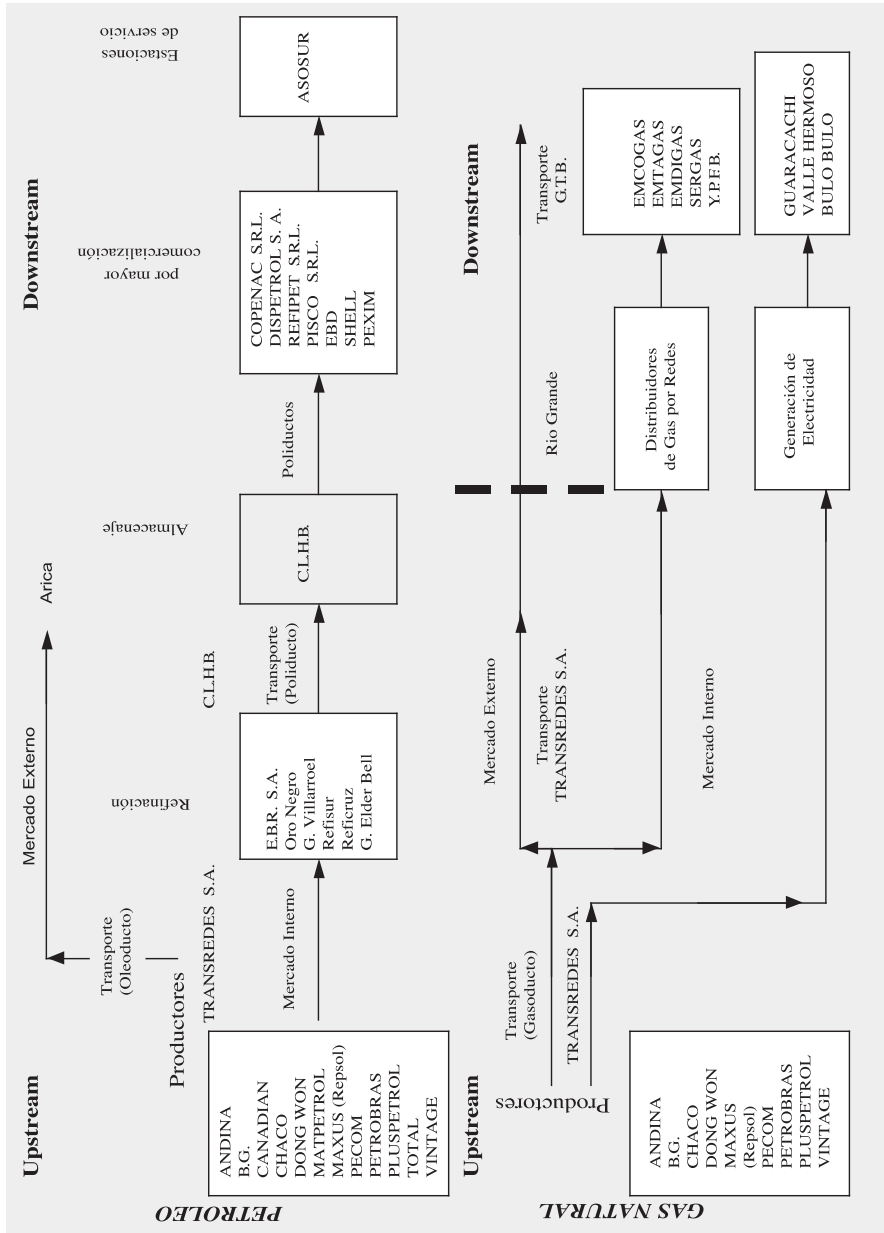 PETROLEO
Upstream
Downstream
Mercado Externo
Arica
Transporte
(Oleoducto)
Productores
TRANSREDES S.A.
Refinación
C.L.H.B.
Almacenaje
comercialización
por mayor
Estaciones
de servicio
ANDINA
B.G.
CANADIAN
CHACO
DONG WON
MATPETROL
MAXUS (Repsol)
PECOM
PETROBRAS
PLUSPETROL
TOTAL
VINTAGE
Mercado Interno
E.B.R. S.A.
Oro Negro
G. Villarroel
Refisur
Reficruz
G. Elder Bell
Transporte
(Poliducto)
C.L.H.B.
Poliductos
COPENAC S.R.L.
DISPETROL S. A.
REFIPET S.R.L.
PISCO S.R.L.
EBD
SHELL
PEXIM
ASOSUR
GAS NATURAL
Upstream
Downstream
Productores
Transporte
(Gasoducto)
TRANSREDES S.A.
Mercado Externo
Transporte
TRANSREDES S.A.
Rio Grande
Transporte
G.T.B.
ANDINA
B.G.
CHACO
DONG WON
MAXUS
(Repsol)
PECOM
PETROBRAS
PLUSPETROL
VINTAGE
Mercado Interno
Distribuidores
de Gas por Redes
EMCOGAS
EMTAGAS
EMDIGAS
SERGAS
Y.P.F.B.
Generación de
Electricidad
GUARACACHI
VALLE HERMOSO
BULO BULO